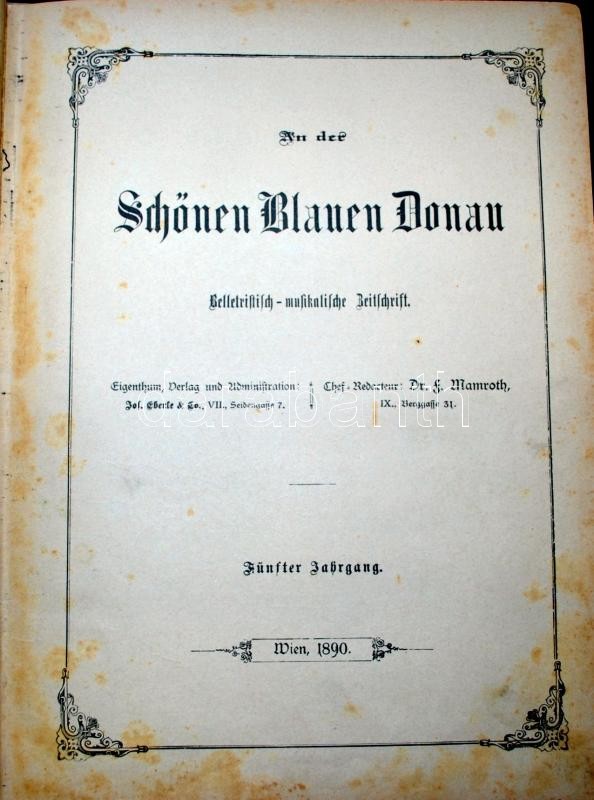 An der
Schönen Blauen Donau
Belletristisch-musikalische Zeitschrift.
Eigenthum, Verlag und Administration:
Jos. Eberle & Co., VII., Seidengasse 7.
Chef-Redacteur: Dr. F. Mamroth,
IX., Berggasse 31.
darabanth
Fünfter Jahrgang.
Wien, 1890.